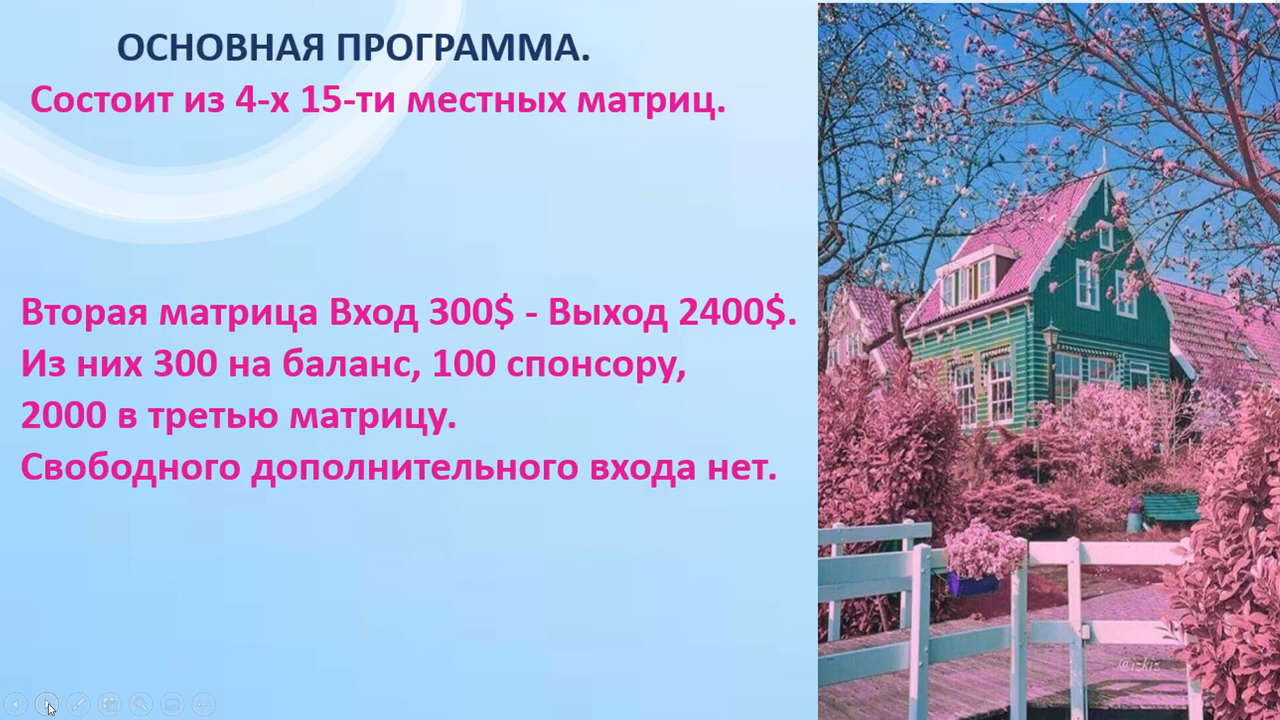 ОСНОВНАЯ ПРОГРАММА.
Состоит из 4-х 15-ти местных матриц.
Вторая матрица Вход 300$ - Выход 2400$.
Из них 300 на баланс, 100 спонсору,
2000 в третью матрицу.
Свободного дополнительного входа нет.